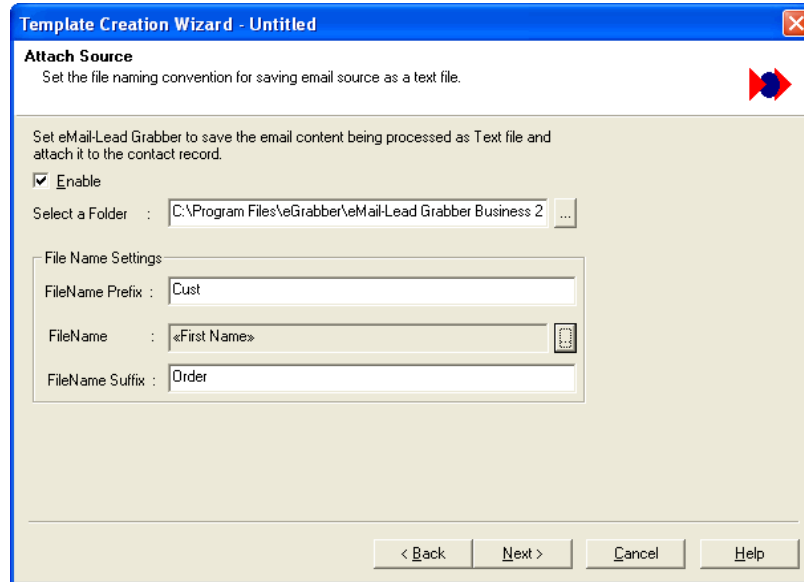 Template Creation Wizard - Untitled
Attach Source
Set the file naming convention for saving email source as a text file.
Set eMail-Lead Grabber to save the email content being processed as Text file and
attach it to the contact record.
Enable
Select a Folder : C:\Program Files\eGrabber\eMail-Lead Grabber Business 2 ...
File Name Settings
FileName Prefix : Cust
FileName : «First Name» ...
FileName Suffix : Order
< Back Next > Cancel Help